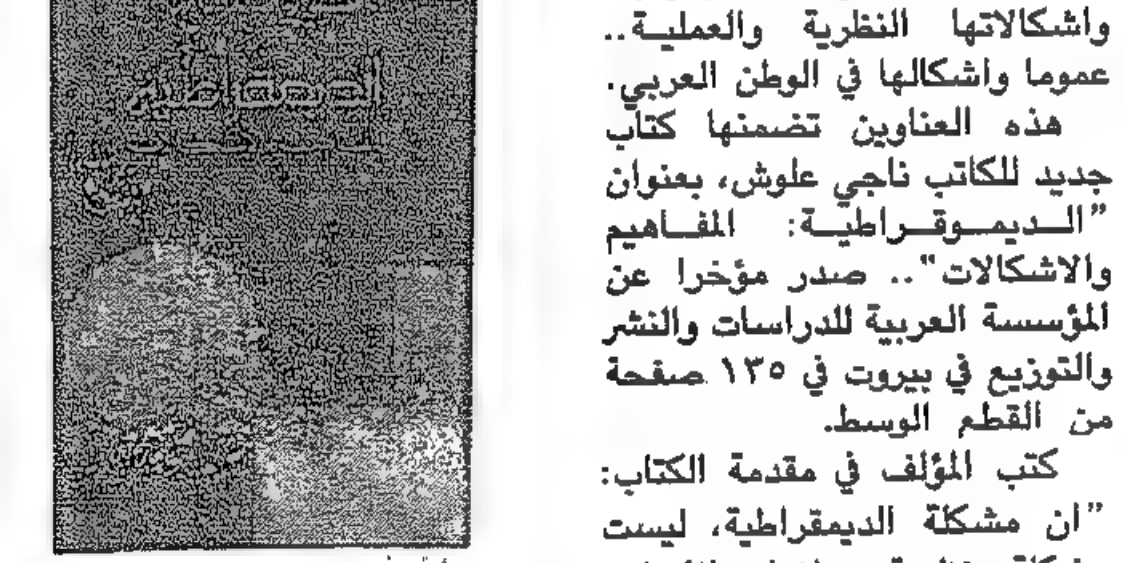 الديمقراطية
واشكالاتها النظرية والعملية..
عموما واشكالها في الوطن العربي.
هذه العناوين تضمنها كتاب
جديد للكاتب ناجي علوش، بعنوان
"الديموقراطية: المفاهيم
والاشكالات".. صدر مؤخرا عن
المؤسسة العربية للدراسات والنشر
والتوزيع في بيروت في ١٣٥ صفحة
من القطع الوسط.
كتب المؤلف في مقدمة الكتاب:
"ان مشكلة الديمقراطية، ليست